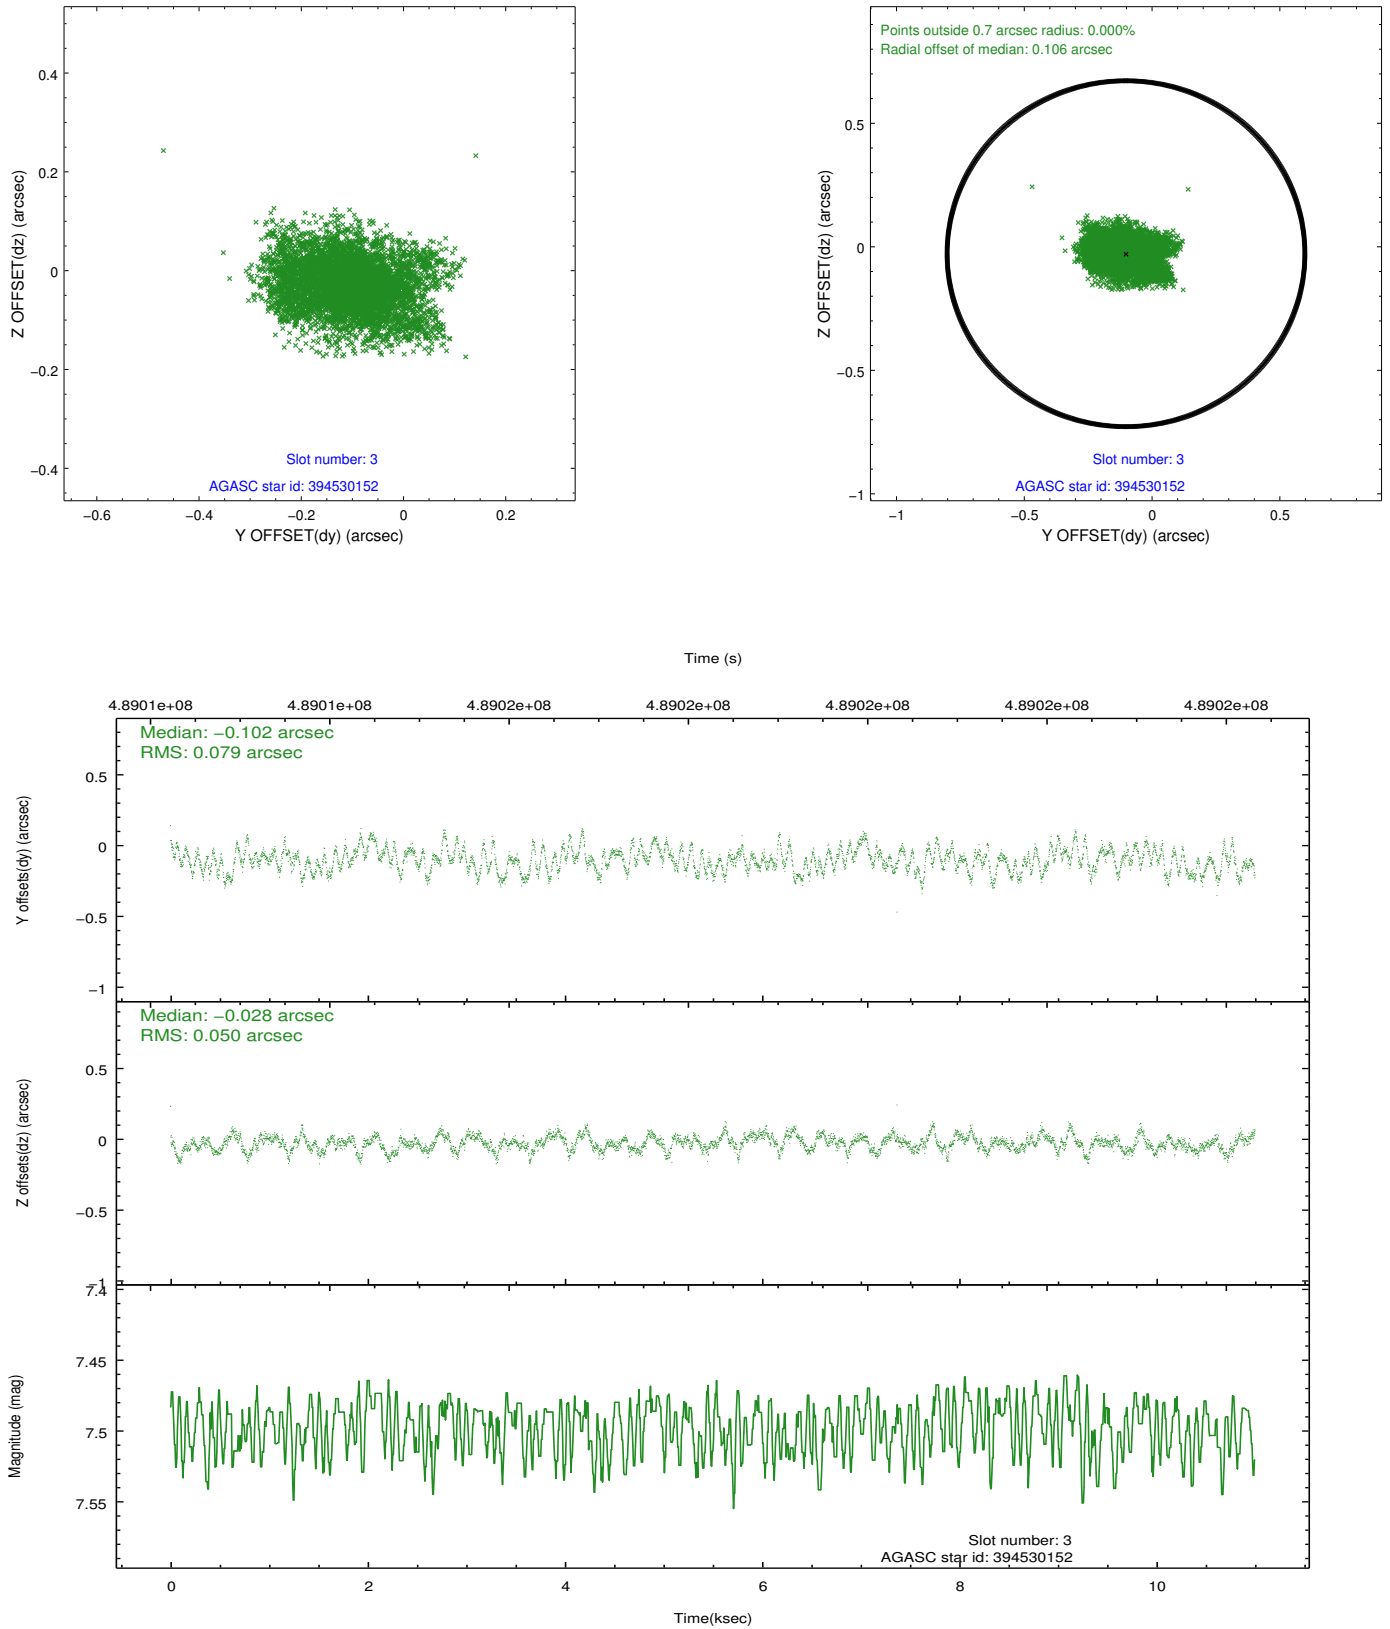 0.4
0.2
0
−0.2
−0.4
Z OFFSET(dz) (arcsec)
Slot number: 3
AGASC star id: 394530152
−0.6
−0.4
−0.2
0
0.2
Y OFFSET(dy) (arcsec)
Points outside 0.7 arcsec radius: 0.000%
Radial offset of median: 0.106 arcsec
0.5
0
−0.5
−1
Z OFFSET(dz) (arcsec)
Slot number: 3
AGASC star id: 394530152
−1
−0.5
0
0.5
Y OFFSET(dy) (arcsec)
Time (s)
4.8901e+08
4.8901e+08
4.8902e+08
4.8902e+08
4.8902e+08
4.8902e+08
4.8902e+08
Median: −0.102 arcsec
RMS: 0.079 arcsec
0.5
0
−0.5
−1
Y offsets(dy) (arcsec)
Median: −0.028 arcsec
RMS: 0.050 arcsec
0.5
0
−0.5
−1
Z offsets(dz) (arcsec)
7.4
7.45
7.5
7.55
Magnitude (mag)
Slot number: 3
AGASC star id: 394530152
0
2
4
6
8
10
Time(ksec)